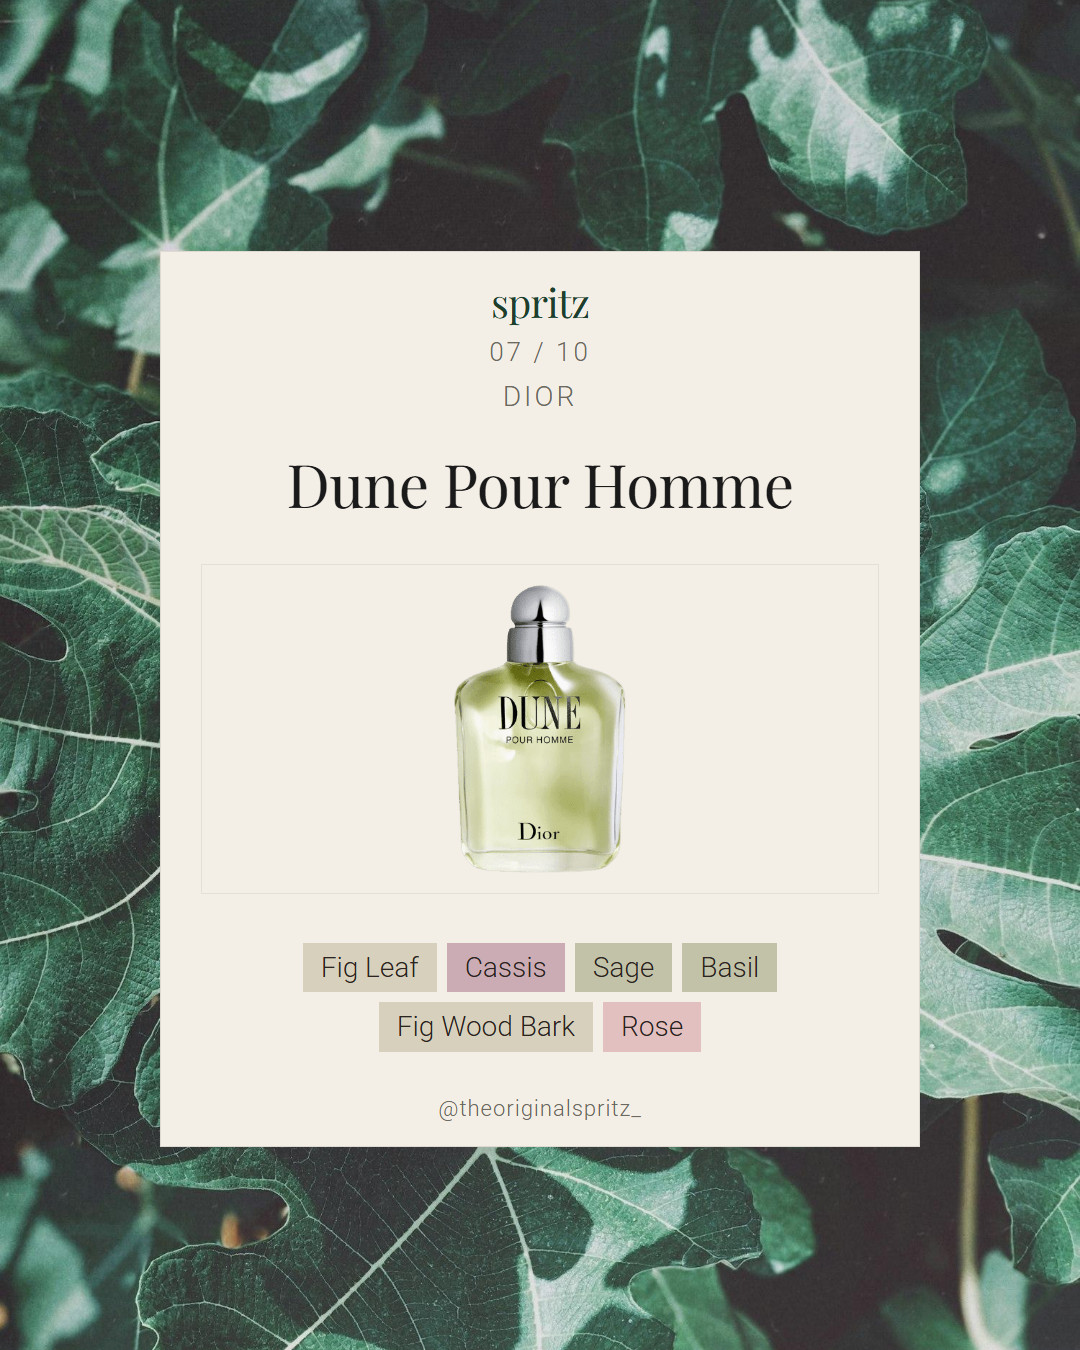 spritz
07 / 10
DIOR
Dune Pour Homme
DUNE
POUR HOMME
Dior
Fig Leaf Cassis Sage Basil
Fig Wood Bark Rose
@theoriginalspritz_